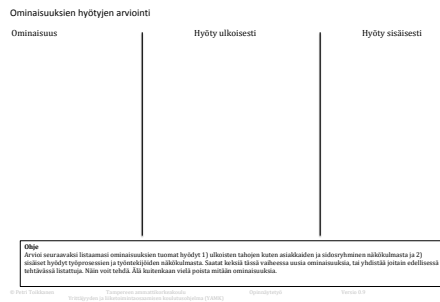 Ominaisuuksien hyötyjen arviointi
Ominaisuus Hyöty ulkoisesti Hyöty sisäisesti
Ohje
Arvioi seuraavaksi listaamasi ominaisuuksien tuomat hyödyt 1) ulkoisten tahojen kuten asiakkaiden ja sidosryhminen näkökulmasta ja 2)
sisäiset hyödyt työprosessien ja työntekijöiden näkökulmasta. Saatat keksiä tässä vaiheessa uusia ominaisuuksia, tai yhdistää joitain edellisessä
tehtävässä listattuja. Näin voit tehdä. Älä kuitenkaan vielä poista mitään ominaisuuksia.